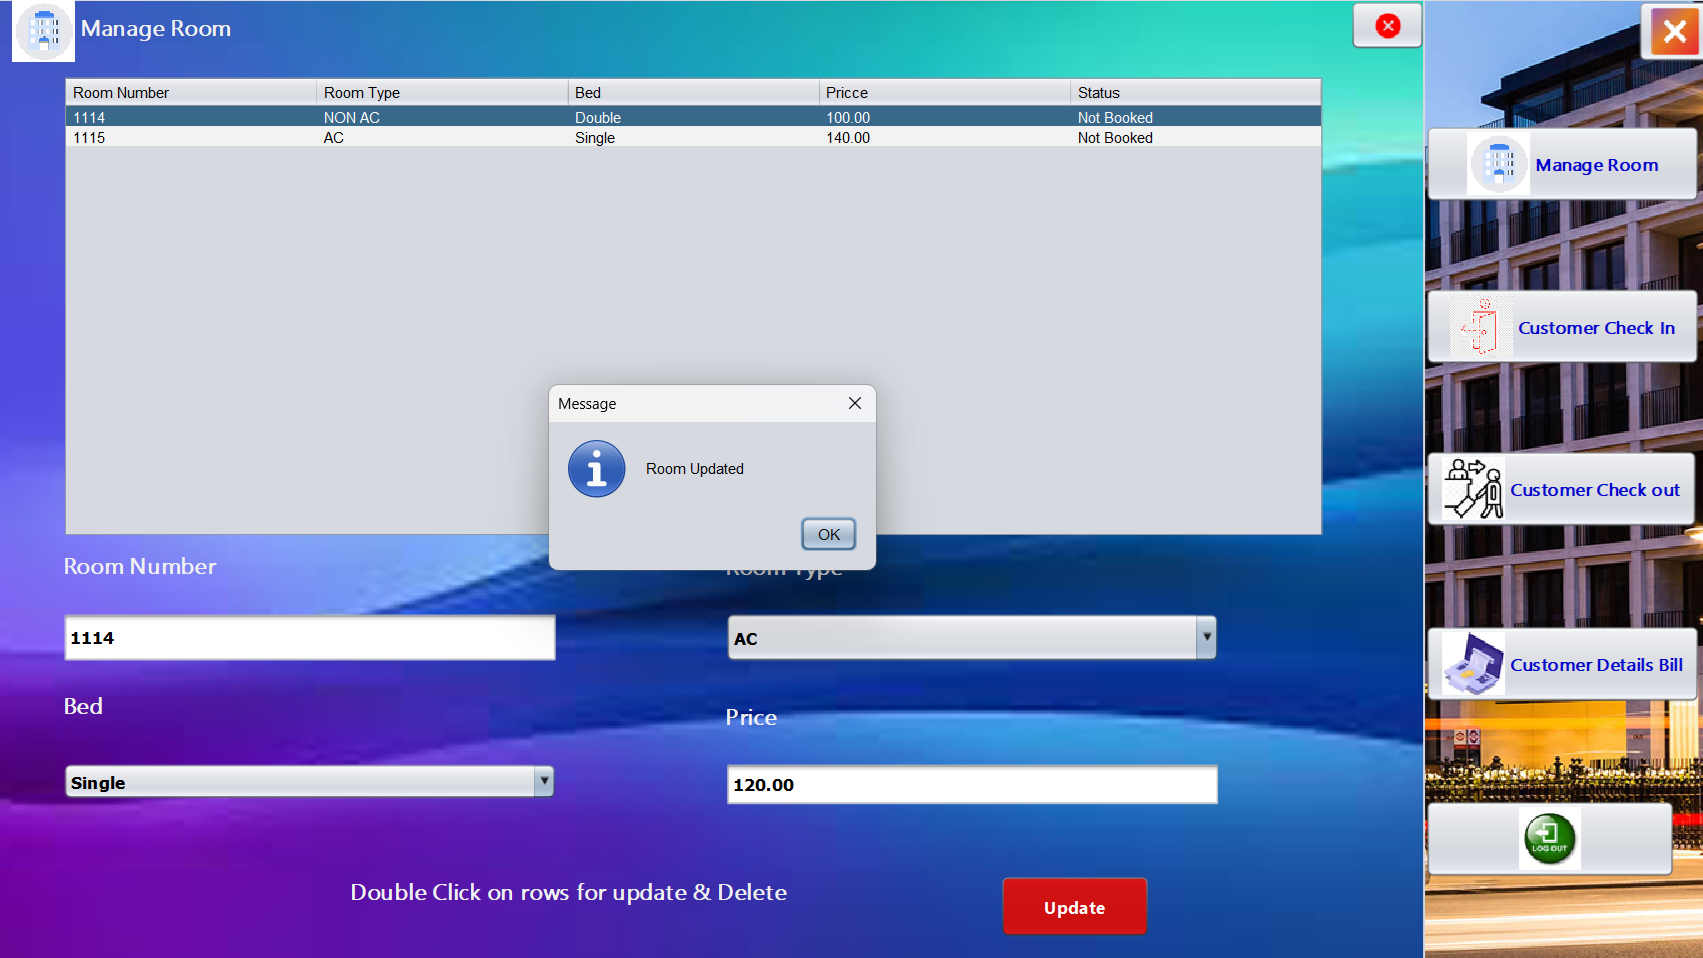 Manage Room
Room Number Room Type Bed Pricce Status
1114 NON AC Double 100.00 Not Booked
1115 AC Single 140.00 Not Booked
Message
Room Updated
OK
Room Number Room Type
1114 AC
Bed Price
Single 120.00
Double Click on rows for update & Delete
Update
Manage Room
Customer Check In
Customer Check out
Customer Details Bill
LOG OUT